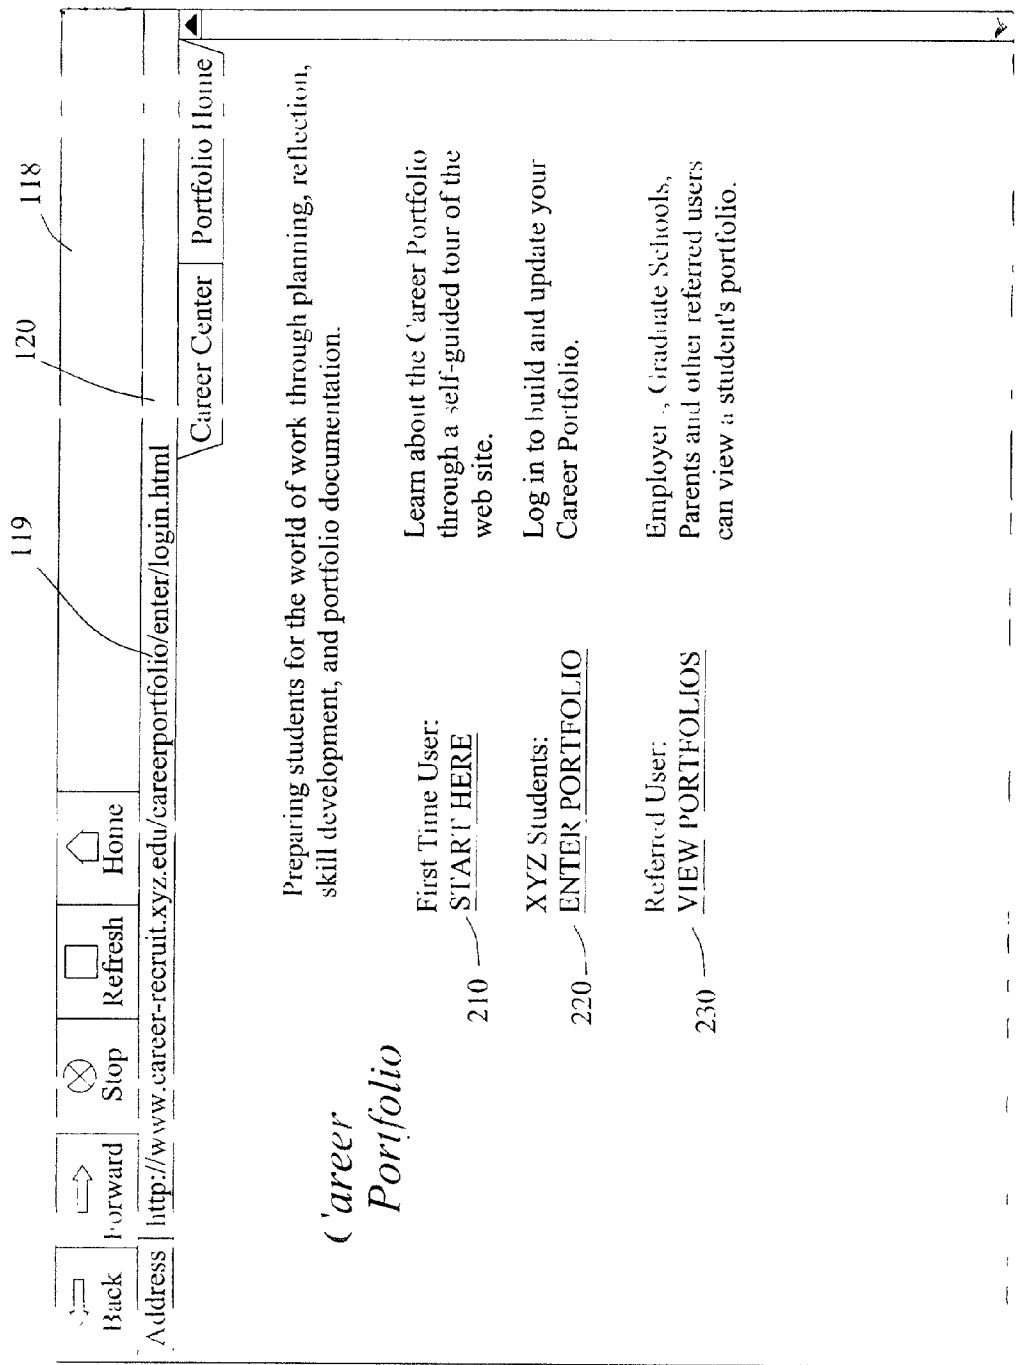 118
120
119
Back Forward Stop Refresh Home
Address http://www.career-recruit.xyz.edu/careerportfolio/enter/login.html
Career Center Portfolio Home
Preparing students for the world of work through planning, reflection,
skill development, and portfolio documentation.
Career
Portfolio
First Time User:
START HERE
210
Learn about the Career Portfolio
through a self-guided tour of the
web site.
XYZ Students:
ENTER PORTFOLIO
220
Log in to build and update your
Career Portfolio.
Referred User:
VIEW PORTFOLIOS
230
Employers, Graduate Schools,
Parents and other referred users
can view a student's portfolio.